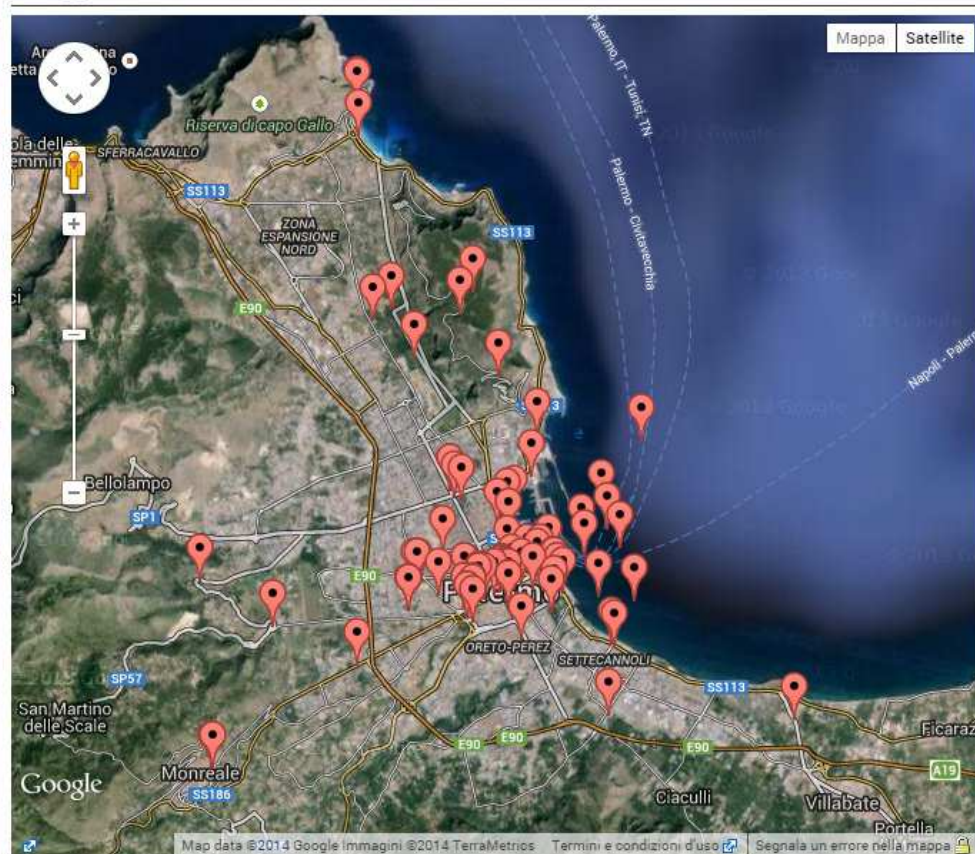 Mappa
Satellite
Palermo, IT - Tunisi, TN
Riserva di capo Gallo
SFERRACAVALLO
SS113
ZONA
ESPANSIONE
NORD
SS113
Palermo - Civitavecchia
E90
Napoli - Palerm
Bellolampo
SP1
E90
ORETO-PEREZ
SETTECANNOLI
SP57
SS113
San Martino
delle Scale
Ficaraz
E90
E90
E90
Monreale
A19
Google
SS186
Ciaculli
Villabate
Portella
Map data ©2014 Google Immagini ©2014 TerraMetrics
Termini e condizioni d'uso
Segnala un errore nella mappa